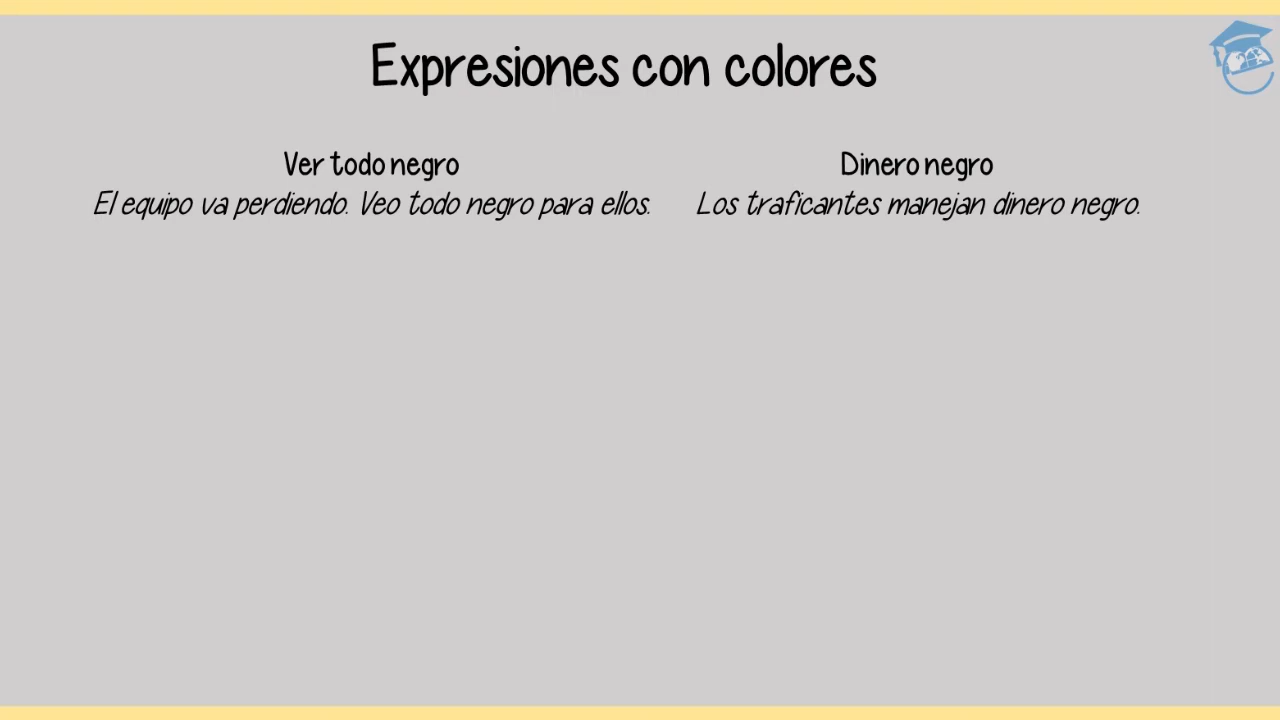 Expresiones con colores
Ver todo negro
El equipo va perdiendo. Veo todo negro para ellos.
Dinero negro
Los traficantes manejan dinero negro.